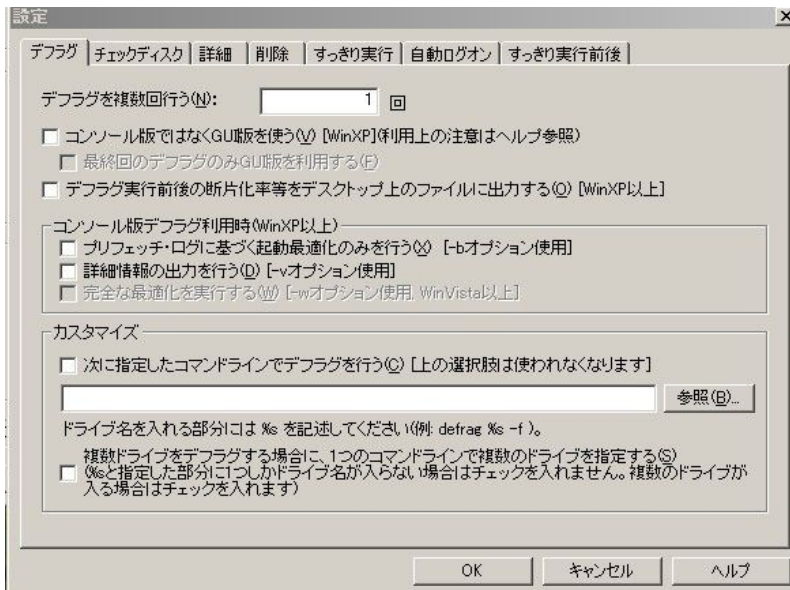 設定
デフラグ チェックディスク 詳細 削除 すっきり実行 自動ログオン すっきり実行前後
デフラグを複数回行う(N): 1 回
コンソール版ではなくGUI版を使う(V) [WinXP](利用上の注意はヘルプ参照)
最終回のデフラグのみGUI版を利用する(F)
デフラグ実行前後の断片化率等をデスクトップ上のファイルに出力する(O) [WinXP以上]
コンソール版デフラグ利用時(WinXP以上)
プリフェッチ・ログに基づく起動最適化のみを行う(X) [-bオプション使用]
詳細情報の出力を行う(D) [-vオプション使用]
完全な最適化を実行する(W) [-wオプション使用, WinVista以上]
カスタマイズ
次に指定したコマンドラインでデフラグを行う(C) [上の選択肢は使われなくなります]
参照(B)...
ドライブ名を入れる部分には %s を記述してください(例: defrag %s -f )。
複数ドライブをデフラグする場合に、1つのコマンドラインで複数のドライブを指定する(S)
(%sと指定した部分に1つしかドライブ名が入らない場合はチェックを入れません。複数のドライブが
入る場合はチェックを入れます)
OK キャンセル ヘルプ